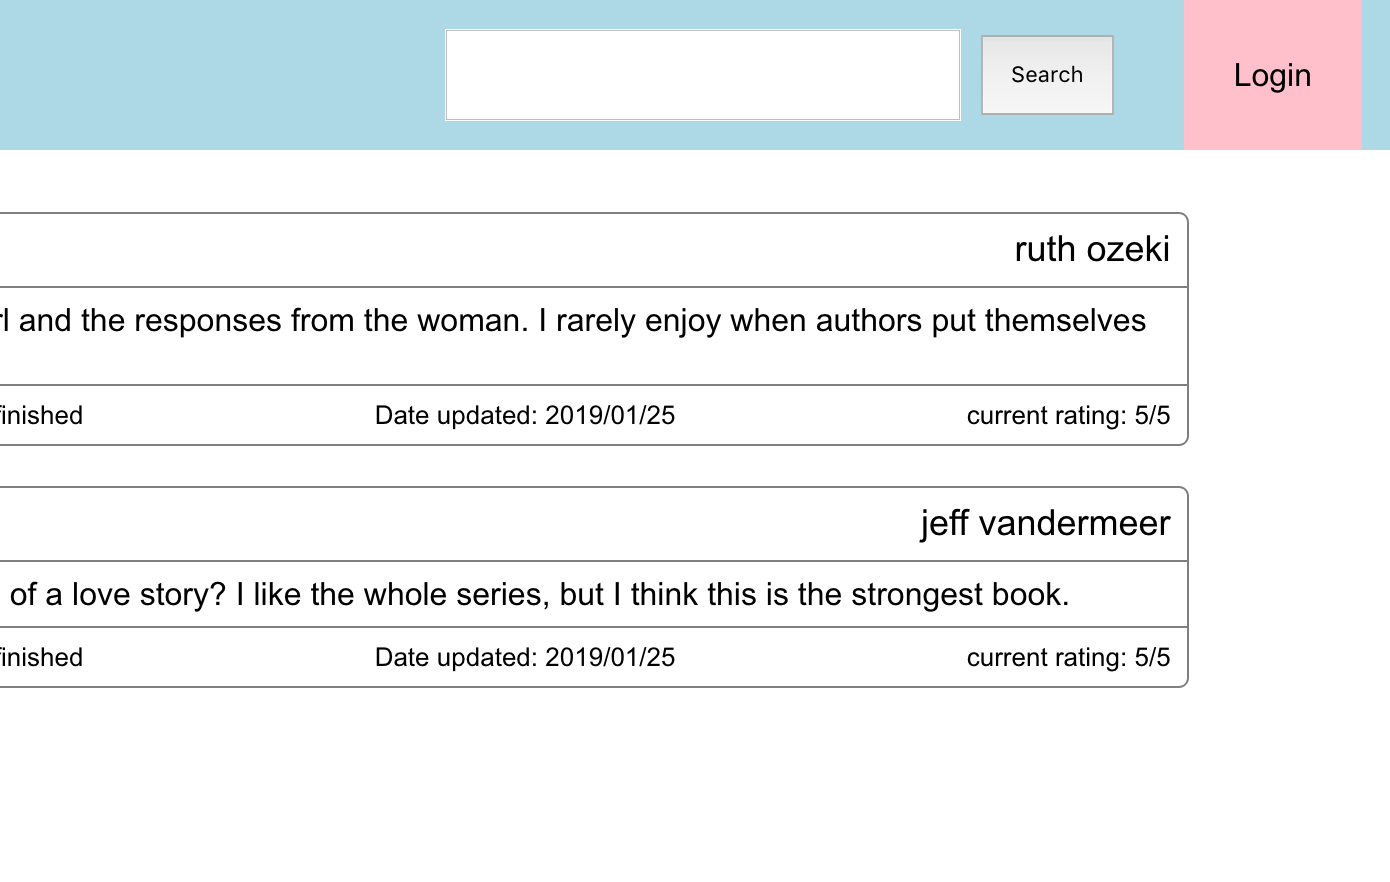 Search
Login
ruth ozeki
and the responses from the woman. I rarely enjoy when authors put themselves
finished
Date updated: 2019/01/25
current rating: 5/5
jeff vandermeer
of a love story? I like the whole series, but I think this is the strongest book.
finished
Date updated: 2019/01/25
current rating: 5/5